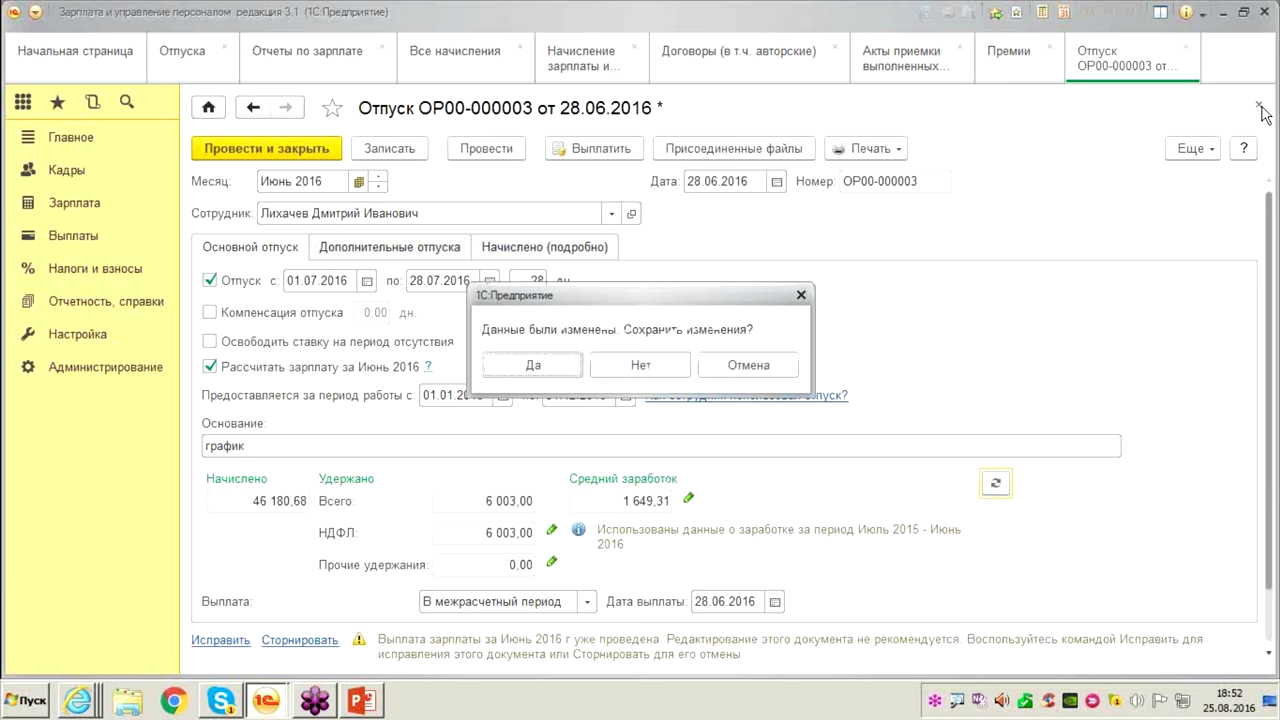 Зарплата и управление персоналом, редакция 3.1 (1С:Предприятие)
Начальная страница
Отпуска
Отчеты по зарплате
Все начисления
Начисление зарплаты и...
Договоры (в т.ч. авторские)
Акты приемки выполненных...
Премии
Отпуск ОР00-000003 от...
Отпуск ОР00-000003 от 28.06.2016 *
Провести и закрыть Записать Провести Выплатить Присоединенные файлы Печать Еще ?
Месяц: Июнь 2016 Дата: 28.06.2016 Номер: ОР00-000003
Сотрудник: Лихачев Дмитрий Иванович
Главное
Кадры
Зарплата
Выплаты
Налоги и взносы
Отчетность, справки
Настройка
Администрирование
Основной отпуск Дополнительные отпуска Начислено (подробно)
Отпуск с: 01.07.2016 по: 28.07.2016 28 дн.
Компенсация отпуска 0,00 дн.
Освободить ставку на период отсутствия
Рассчитать зарплату за Июнь 2016 ?
1С:Предприятие
Данные были изменены. Сохранить изменения?
Да Нет Отмена
Предоставляется за период работы с: 01.01.20
отпуск?
Основание:
график
Начислено Удержано Средний заработок
46 180,68 Всего: 6 003,00 1 649,31
НДФЛ: 6 003,00 Использованы данные о заработке за период Июль 2015 - Июнь
2016
Прочие удержания: 0,00
Выплата: В межрасчетный период Дата выплаты: 28.06.2016
Исправить Сторнировать Выплата зарплаты за Июнь 2016 г уже проведена. Редактирование этого документа не рекомендуется. Воспользуйтесь командой Исправить для
исправления этого документа или Сторнировать для его отмены
Пуск
18:52
25.08.2016